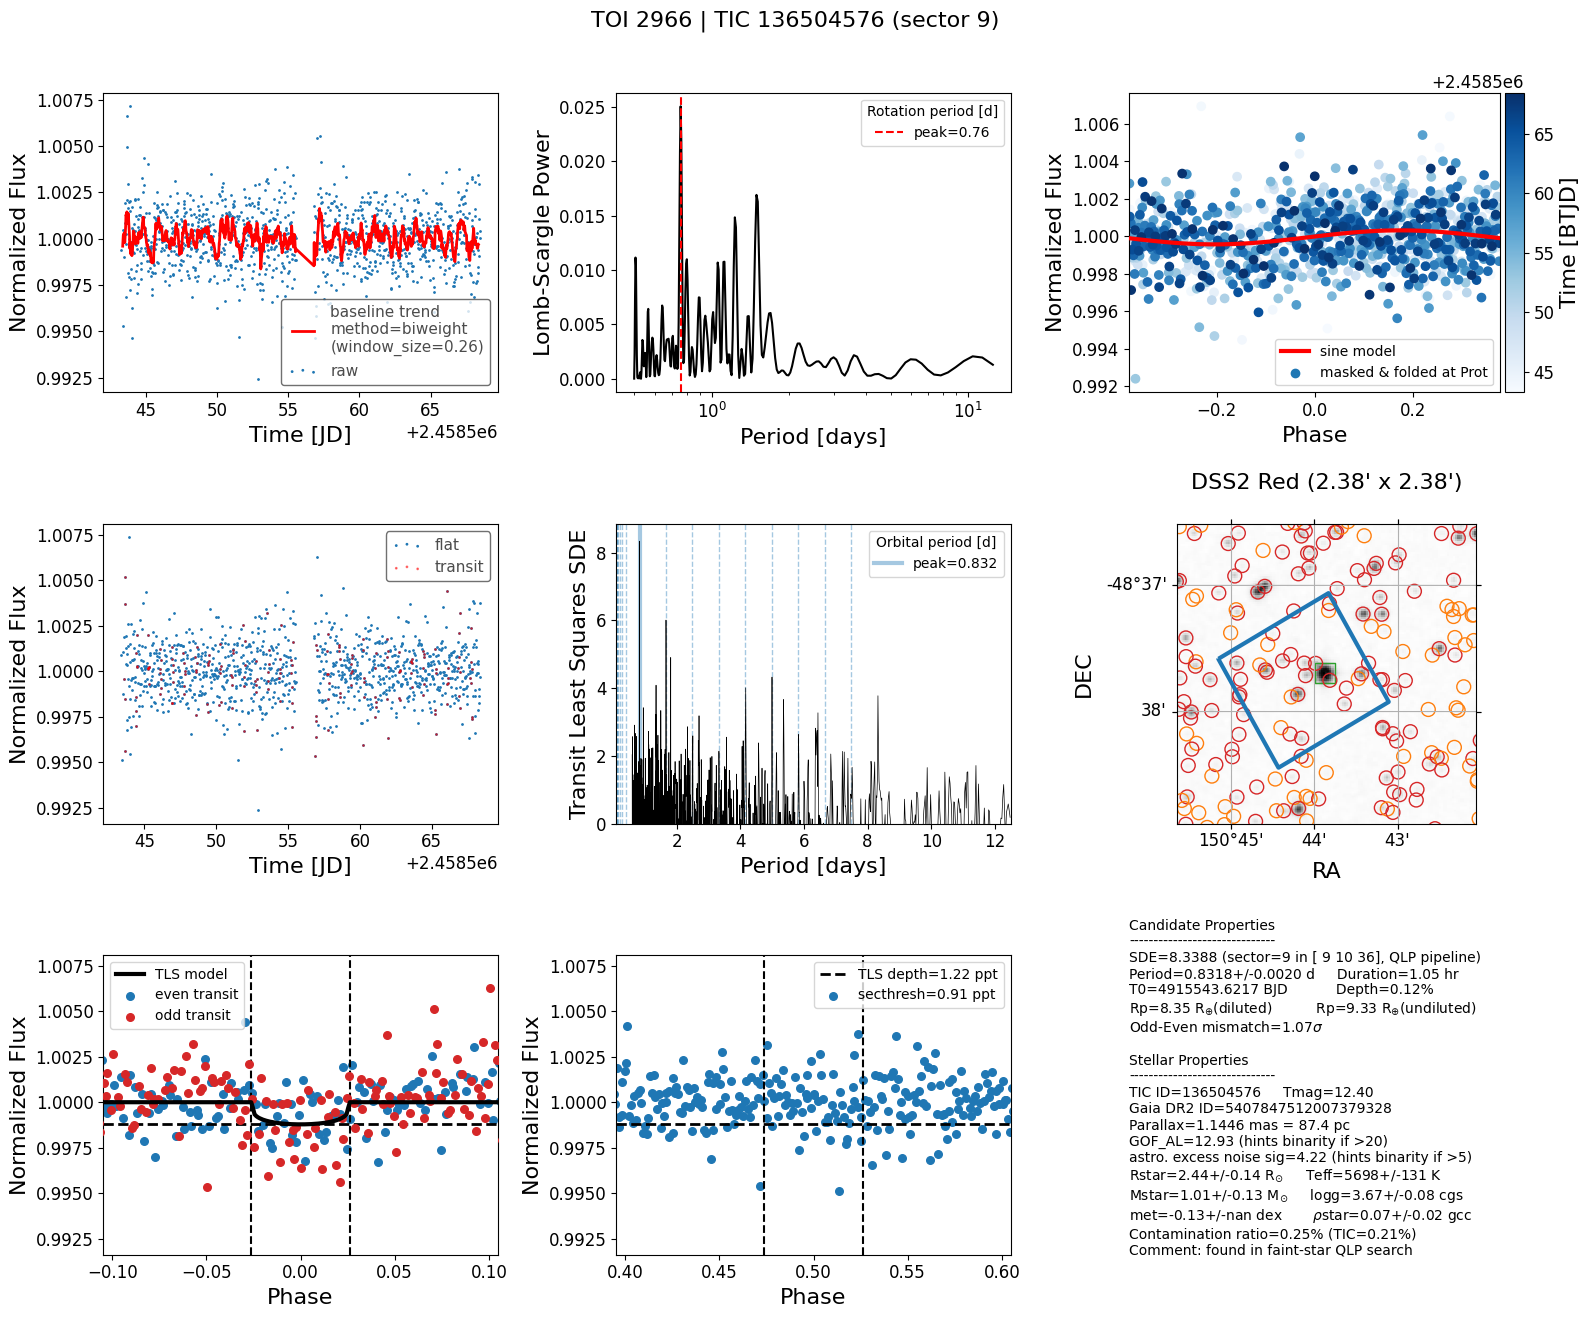 TOI 2966 | TIC 136504576 (sector 9)
Normalized Flux
1.0075
1.0050
1.0025
1.0000
0.9975
0.9950
0.9925
baseline trend
method=biweight
(window_size=0.26)
raw
45 50 55 60 65
Time [JD]
+2.4585e6
Lomb-Scargle Power
0.025
0.020
0.015
0.010
0.005
0.000
Rotation period [d]
peak=0.76
10^0 10^1
Period [days]
Normalized Flux
1.006
1.004
1.002
1.000
0.998
0.996
0.994
0.992
sine model
masked & folded at Prot
−0.2 0.0 0.2
Phase
+2.4585e6
65
60
55
50
45
Time [BTJD]
Normalized Flux
1.0075
1.0050
1.0025
1.0000
0.9975
0.9950
0.9925
flat
transit
45 50 55 60 65
Time [JD]
+2.4585e6
Transit Least Squares SDE
8
6
4
2
0
Orbital period [d]
peak=0.832
2 4 6 8 10 12
Period [days]
DSS2 Red (2.38' x 2.38')
DEC
-48°37'
38'
150°45' 44' 43'
RA
Normalized Flux
1.0075
1.0050
1.0025
1.0000
0.9975
0.9950
0.9925
TLS model
even transit
odd transit
−0.10 −0.05 0.00 0.05 0.10
Phase
Normalized Flux
1.0075
1.0050
1.0025
1.0000
0.9975
0.9950
0.9925
TLS depth=1.22 ppt
secthresh=0.91 ppt
0.40 0.45 0.50 0.55 0.60
Phase
Candidate Properties
------------------------------
SDE=8.3388 (sector=9 in [ 9 10 36], QLP pipeline)
Period=0.8318+/-0.0020 d Duration=1.05 hr
T0=4915543.6217 BJD Depth=0.12%
Rp=8.35 R⊕(diluted) Rp=9.33 R⊕(undiluted)
Odd-Even mismatch=1.07σ
Stellar Properties
------------------------------
TIC ID=136504576 Tmag=12.40
Gaia DR2 ID=5407847512007379328
Parallax=1.1446 mas = 87.4 pc
GOF_AL=12.93 (hints binarity if >20)
astro. excess noise sig=4.22 (hints binarity if >5)
Rstar=2.44+/-0.14 R⊙ Teff=5698+/-131 K
Mstar=1.01+/-0.13 M⊙ logg=3.67+/-0.08 cgs
met=-0.13+/-nan dex ρstar=0.07+/-0.02 gcc
Contamination ratio=0.25% (TIC=0.21%)
Comment: found in faint-star QLP search